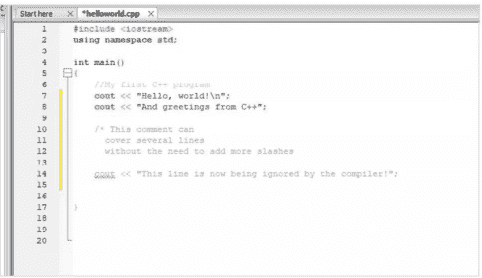 Start here × *helloworld.cpp ×
1 #include <iostream>
2 using namespace std;
3
4 int main()
5 {
6 //My first C++ program
7 cout << "Hello, world!\n";
8 cout << "And greetings from C++";
9
10 /* This comment can
11 cover several lines
12 without the need to add more slashes
13
14 cout << "This line is now being ignored by the compiler!";
15
16
17 }
18
19
20